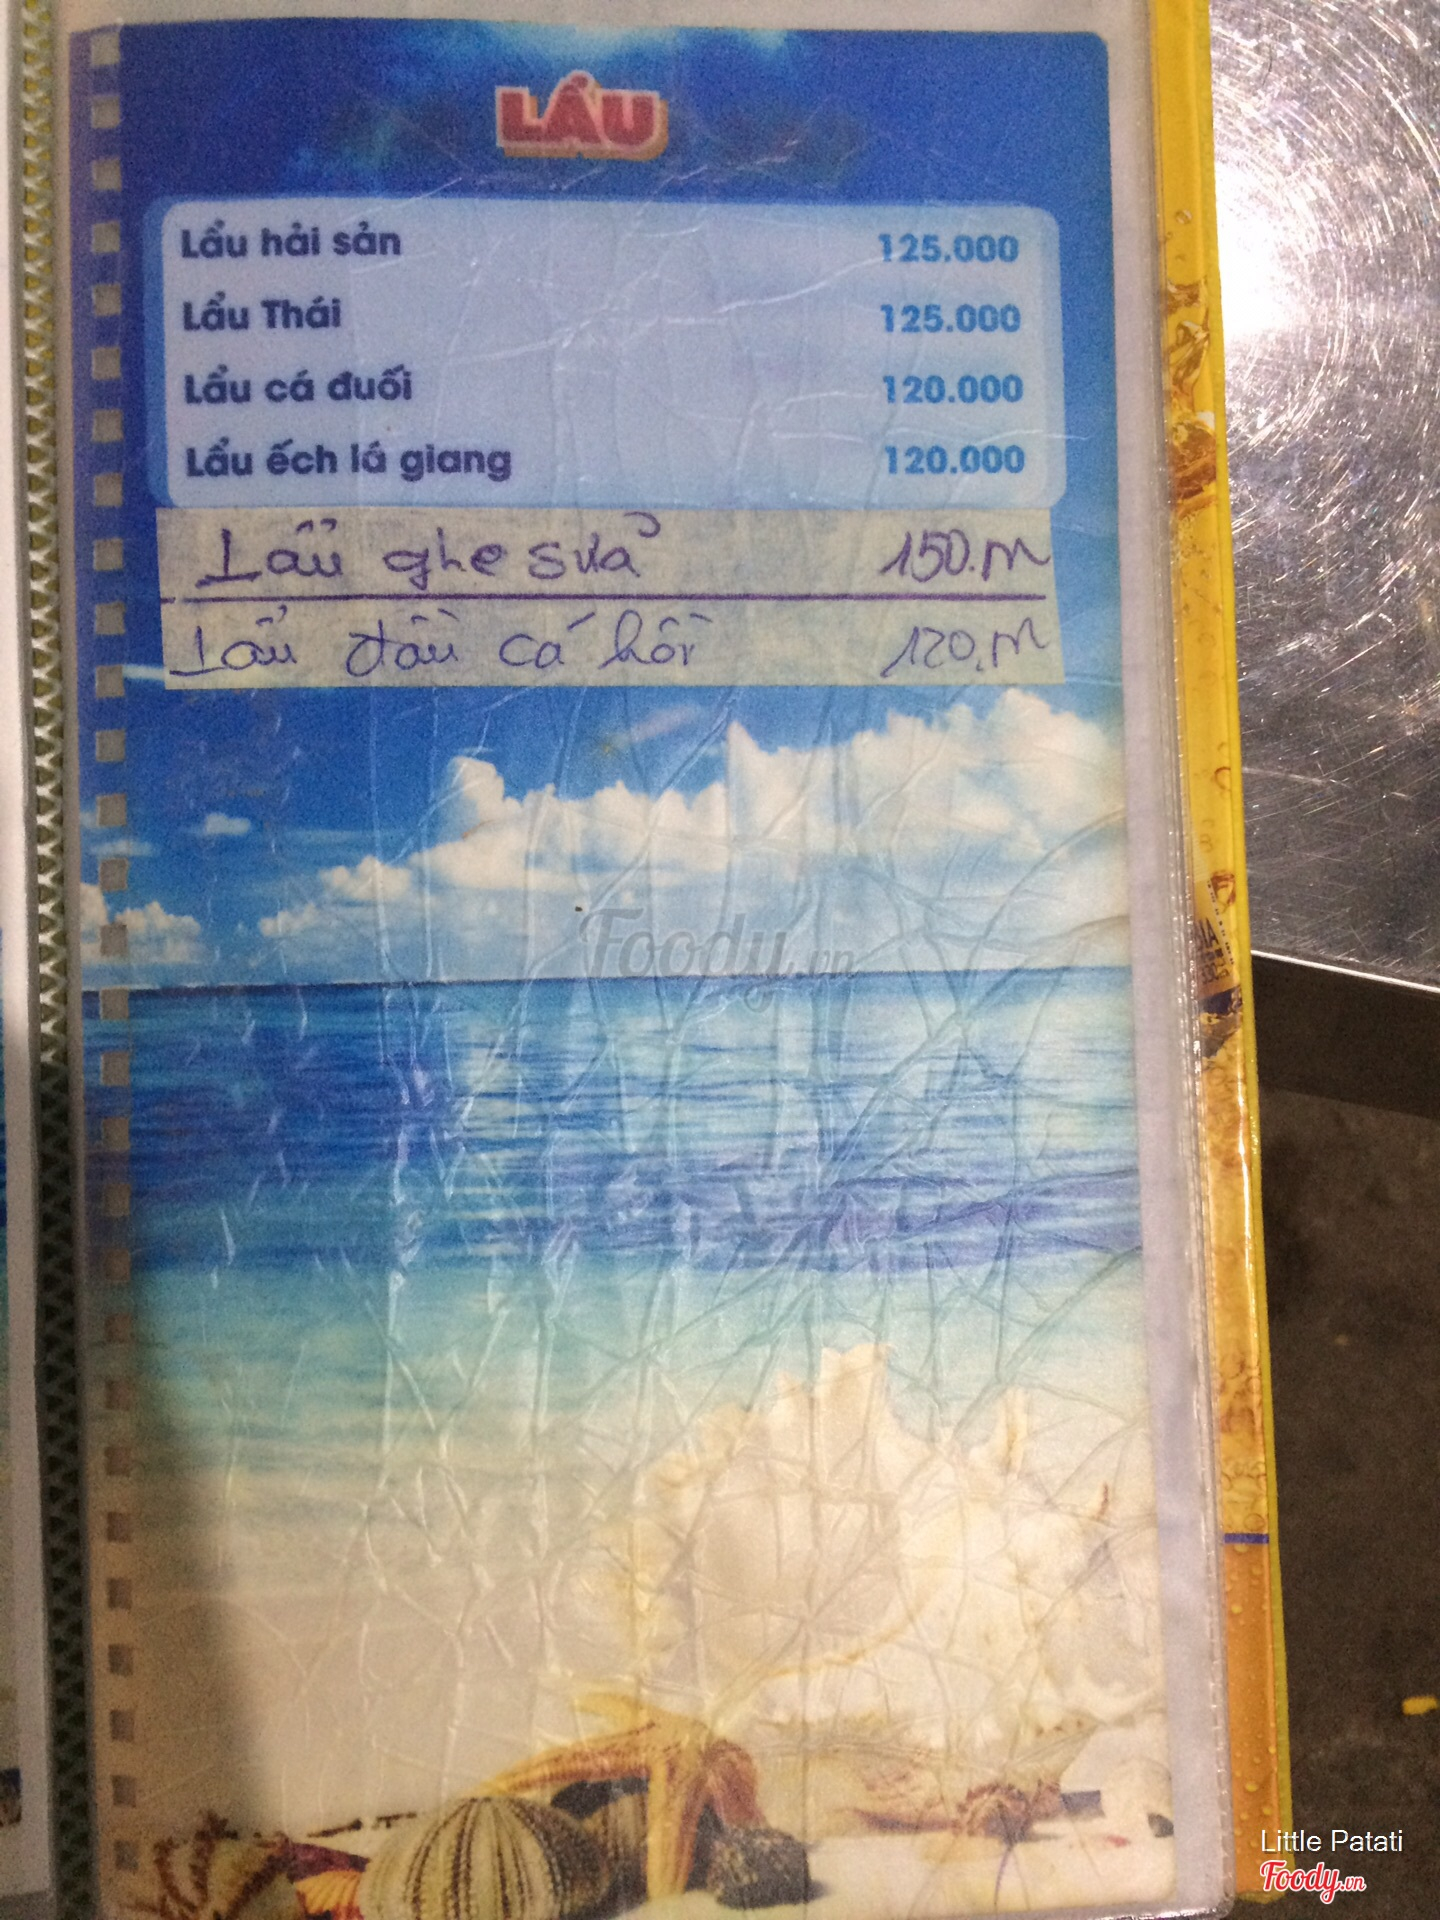 LẨU
Lẩu hải sản 125.000
Lẩu Thái 125.000
Lẩu cá đuối 120.000
Lẩu ếch lá giang 120.000
Lẩu ghẹ sữa 150.m
Lẩu đầu cá hồi 120.m
Foody.vn
Little Patati
Foody.vn